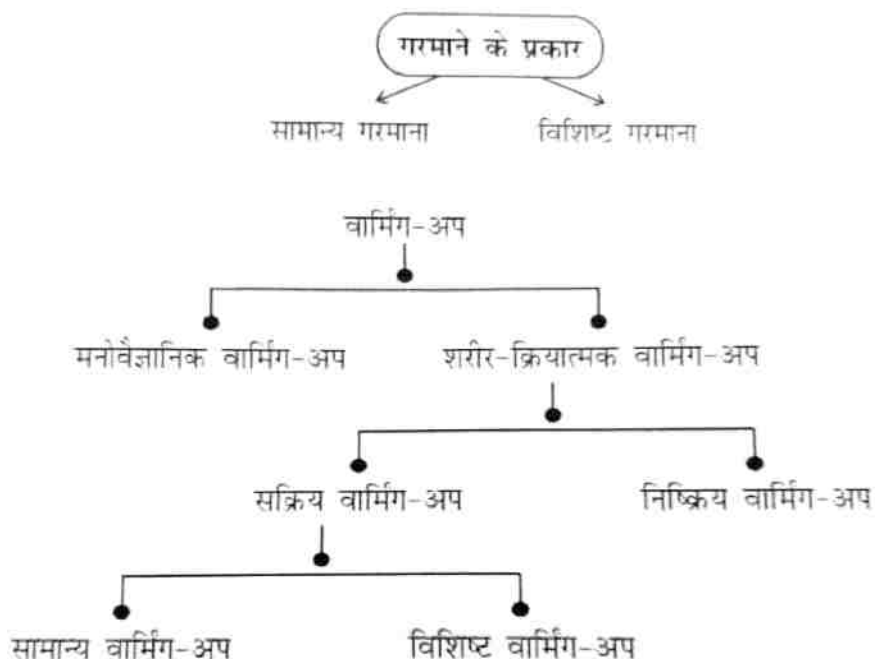 गरमाने के प्रकार
सामान्य गरमाना विशिष्ट गरमाना
वार्मिंग-अप
मनोवैज्ञानिक वार्मिंग-अप शरीर-क्रियात्मक वार्मिंग-अप
सक्रिय वार्मिंग-अप निष्क्रिय वार्मिंग-अप
सामान्य वार्मिंग-अप विशिष्ट वार्मिंग-अप